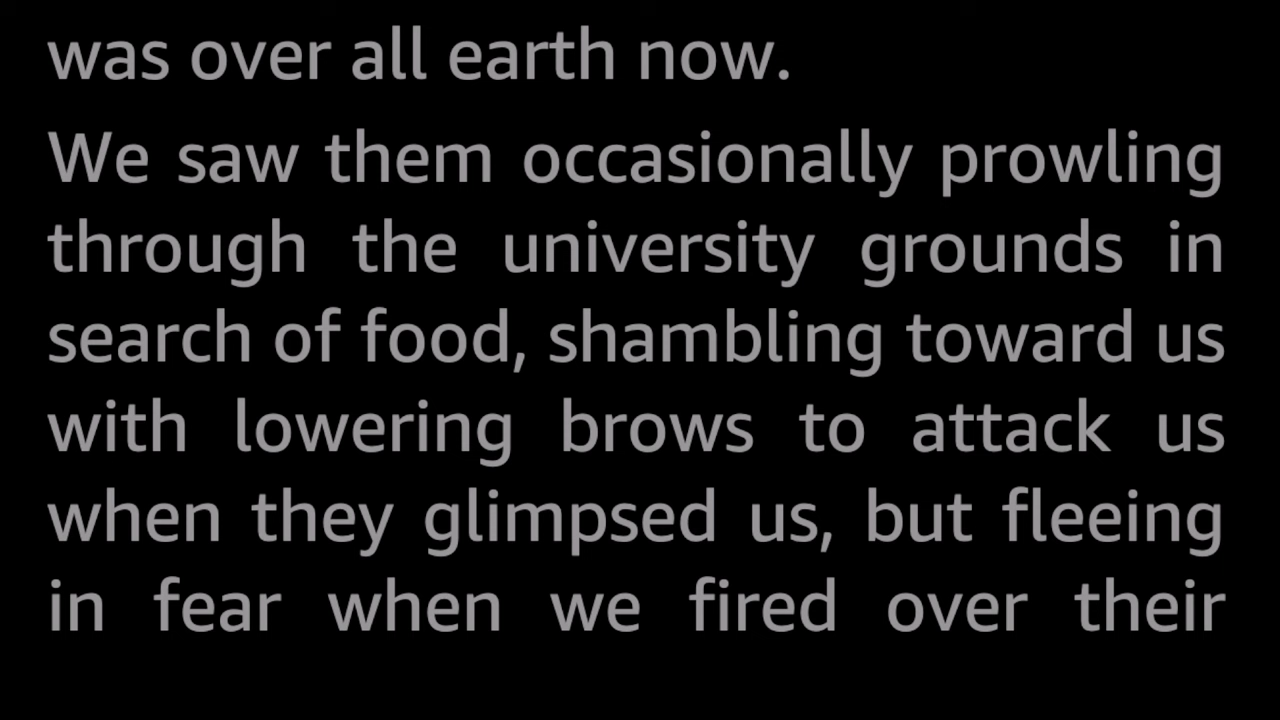 was over all earth now.
We saw them occasionally prowling
through the university grounds in
search of food, shambling toward us
with lowering brows to attack us
when they glimpsed us, but fleeing
in fear when we fired over their